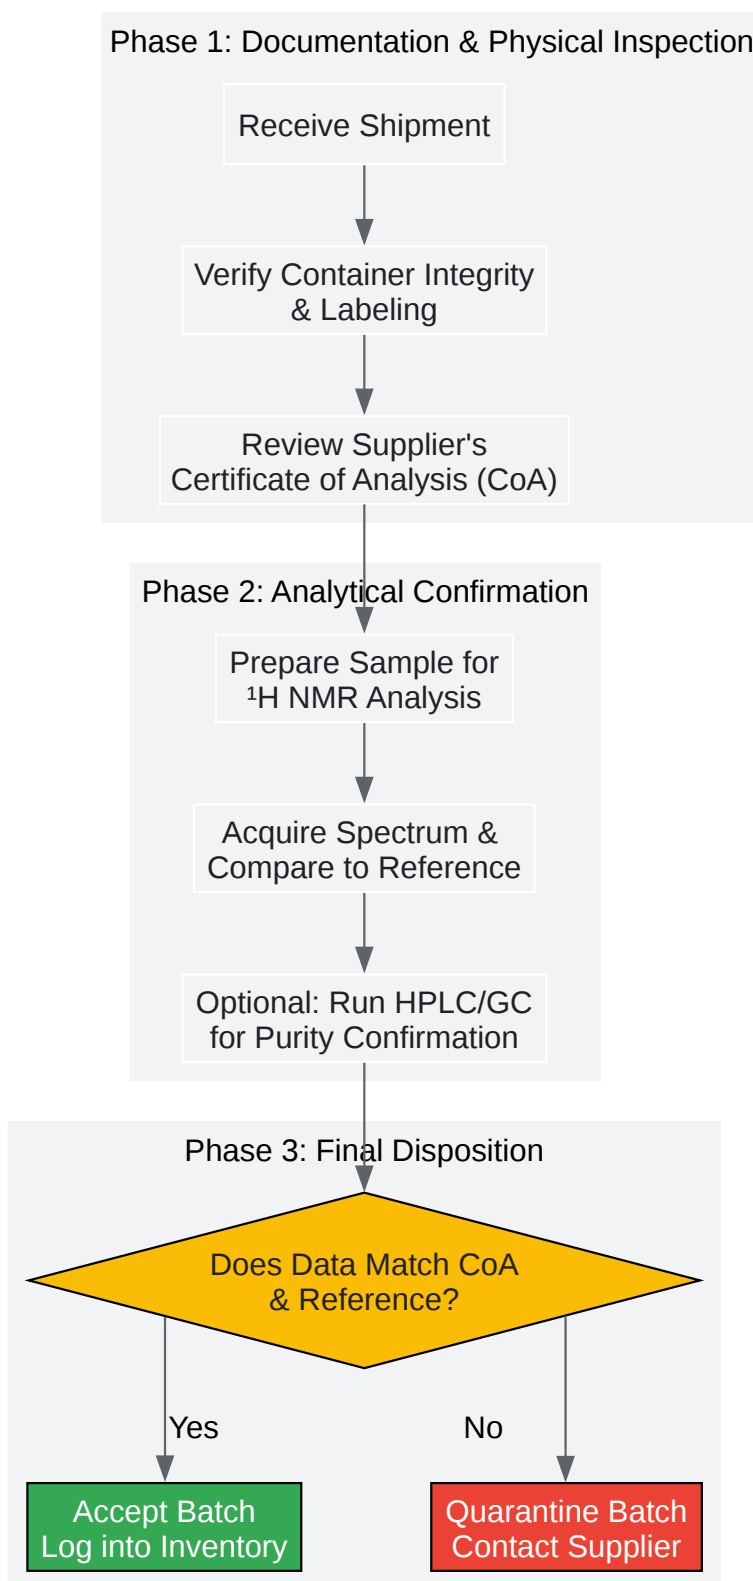 Phase 1: Documentation & Physical Inspection
Receive Shipment
Verify Container Integrity
& Labeling
Review Supplier's
Certificate of Analysis (CoA)
Phase 2: Analytical Confirmation
Prepare Sample for
¹H NMR Analysis
Acquire Spectrum &
Compare to Reference
Optional: Run HPLC/GC
for Purity Confirmation
Phase 3: Final Disposition
Does Data Match CoA
& Reference?
Yes
No
Accept Batch
Log into Inventory
Quarantine Batch
Contact Supplier